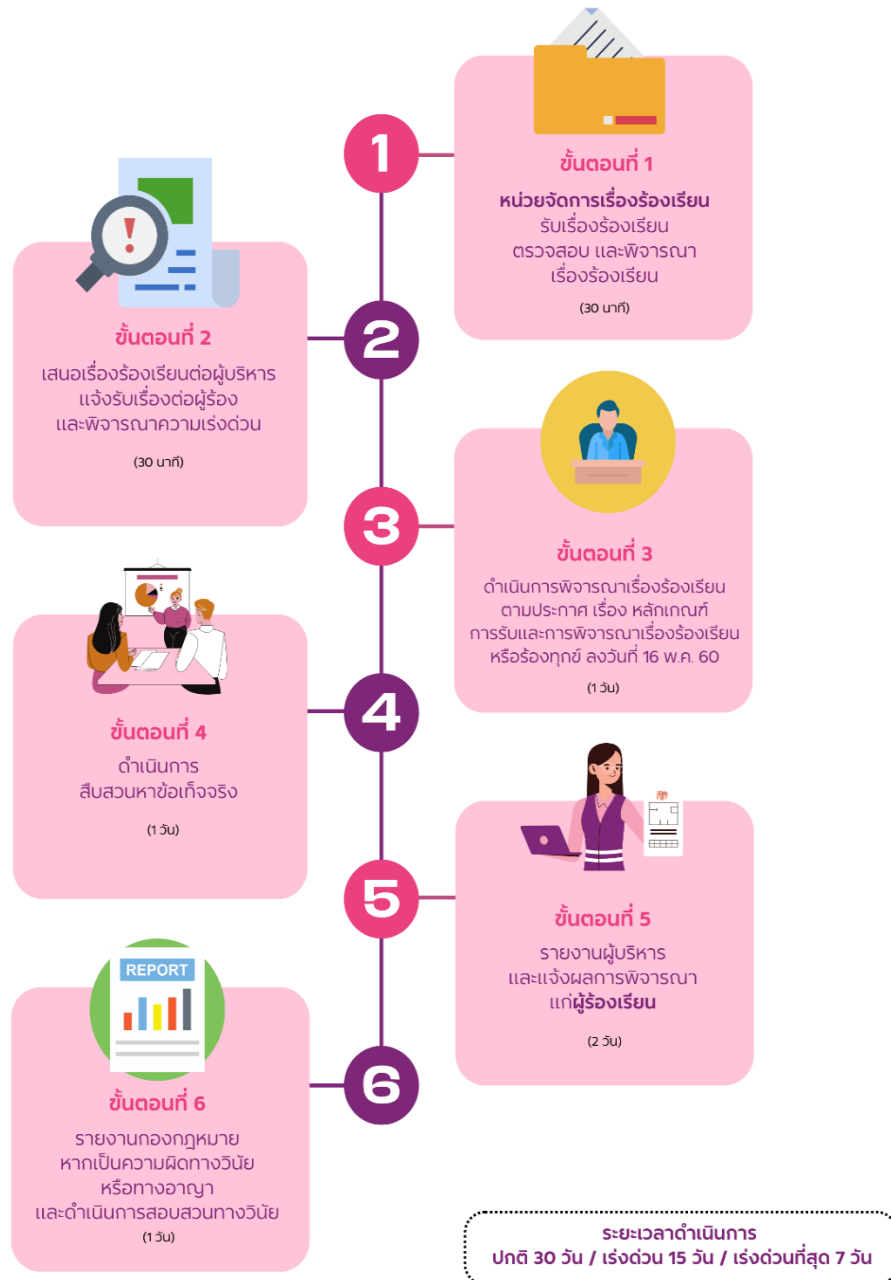 1
ขั้นตอนที่ 1
หน่วยจัดการเรื่องร้องเรียน
รับเรื่องร้องเรียน
ตรวจสอบ และพิจารณา
เรื่องร้องเรียน
(30 นาที)
2
ขั้นตอนที่ 2
เสนอเรื่องร้องเรียนต่อผู้บริหาร
แจ้งรับเรื่องต่อผู้ร้อง
และพิจารณาความเร่งด่วน
(30 นาที)
3
ขั้นตอนที่ 3
ดำเนินการพิจารณาเรื่องร้องเรียน
ตามประกาศ เรื่อง หลักเกณฑ์
การรับและการพิจารณาเรื่องร้องเรียน
หรือร้องทุกข์ ลงวันที่ 16 พ.ค. 60
(1 วัน)
4
ขั้นตอนที่ 4
ดำเนินการ
สืบสวนหาข้อเท็จจริง
(1 วัน)
5
ขั้นตอนที่ 5
รายงานผู้บริหาร
และแจ้งผลการพิจารณา
แก่ผู้ร้องเรียน
(2 วัน)
6
REPORT
ขั้นตอนที่ 6
รายงานกองกฎหมาย
หากเป็นความผิดทางวินัย
หรือทางอาญา
และดำเนินการสอบสวนทางวินัย
(1 วัน)
ระยะเวลาดำเนินการ
ปกติ 30 วัน / เร่งด่วน 15 วัน / เร่งด่วนที่สุด 7 วัน